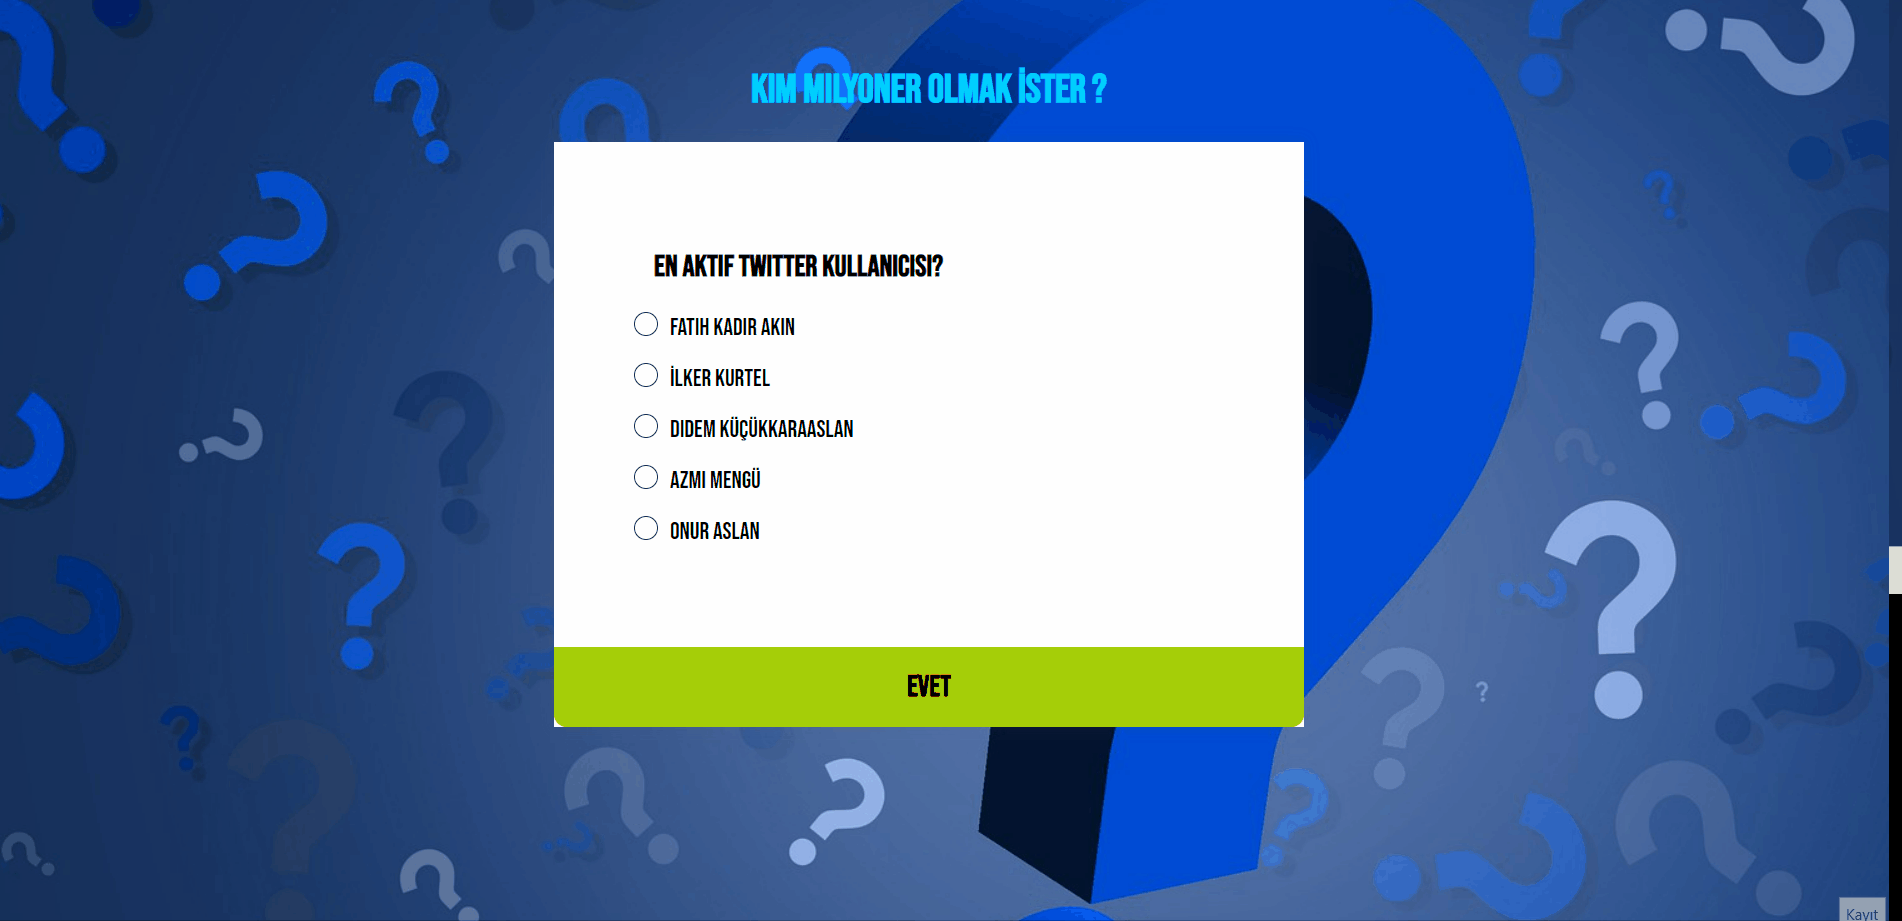 KIM MILYONER OLMAK İSTER ?
EN AKTIF TWITTER KULLANICISI?
FATIH KADIR AKIN
İLKER KURTEL
DIDEM KÜÇÜKKARAASLAN
AZMI MENGÜ
ONUR ASLAN
EVET
Kayıt